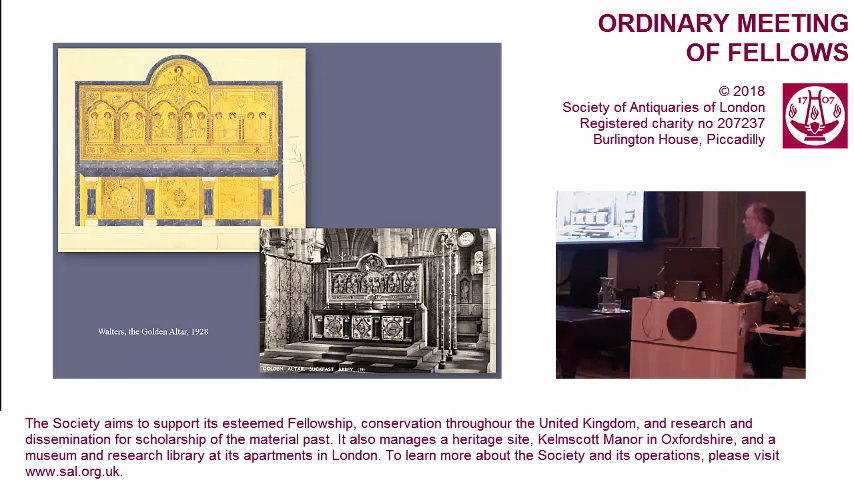 ORDINARY MEETING
OF FELLOWS
© 2018
Society of Antiquaries of London
Registered charity no 207237
Burlington House, Piccadilly
17 07
Walters, the Golden Altar, 1928
GOLDEN ALTAR, BUCKFAST ABBEY
The Society aims to support its esteemed Fellowship, conservation throughour the United Kingdom, and research and
dissemination for scholarship of the material past. It also manages a heritage site, Kelmscott Manor in Oxfordshire, and a
museum and research library at its apartments in London. To learn more about the Society and its operations, please visit
www.sal.org.uk.